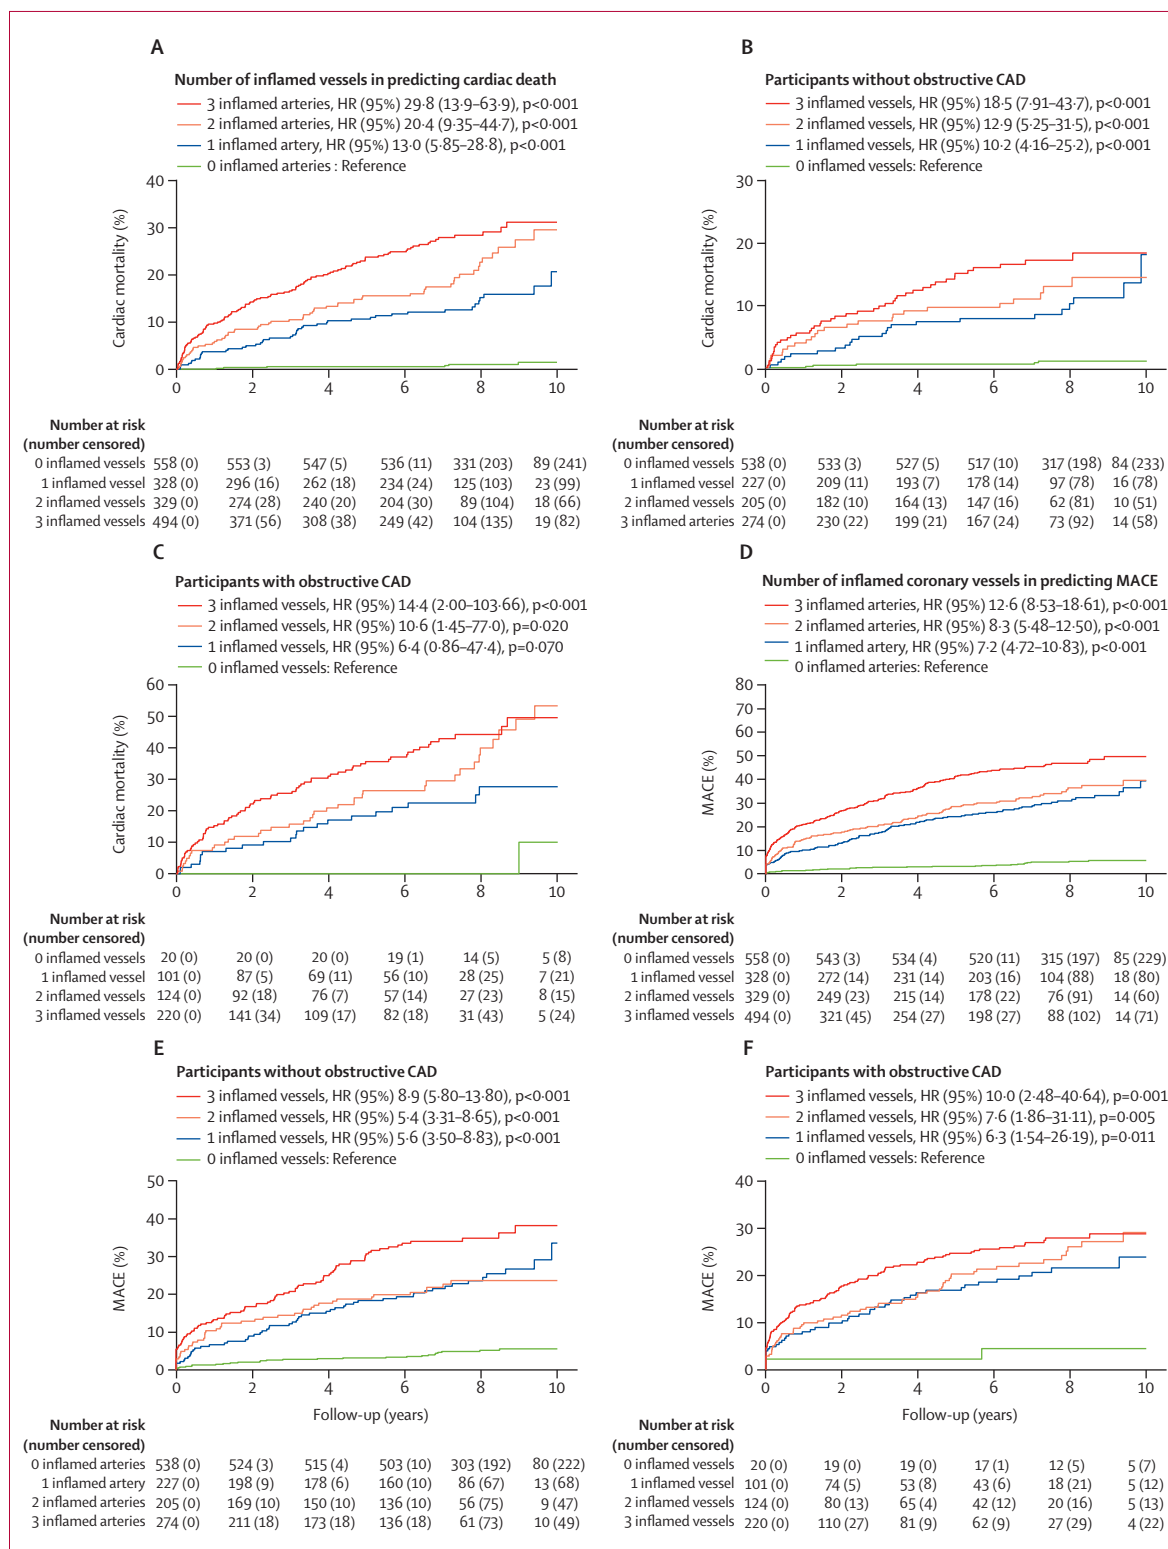 A
Number of inflamed vessels in predicting cardiac death
3 inflamed arteries, HR (95%) 29·8 (13·9–63·9), p<0·001
2 inflamed arteries, HR (95%) 20·4 (9·35–44·7), p<0·001
1 inflamed artery, HR (95%) 13·0 (5·85–28·8), p<0·001
0 inflamed arteries : Reference
Cardiac mortality (%)
40
30
20
10
0
0 2 4 6 8 10
Number at risk
(number censored)
0 inflamed vessels 558 (0) 553 (3) 547 (5) 536 (11) 331 (203) 89 (241)
1 inflamed vessel 328 (0) 296 (16) 262 (18) 234 (24) 125 (103) 23 (99)
2 inflamed vessels 329 (0) 274 (28) 240 (20) 204 (30) 89 (104) 18 (66)
3 inflamed vessels 494 (0) 371 (56) 308 (38) 249 (42) 104 (135) 19 (82)
B
Participants without obstructive CAD
3 inflamed vessels, HR (95%) 18·5 (7·91–43·7), p<0·001
2 inflamed vessels, HR (95%) 12·9 (5·25–31·5), p<0·001
1 inflamed vessels, HR (95%) 10·2 (4·16–25·2), p<0·001
0 inflamed vessels: Reference
Cardiac mortality (%)
30
20
10
0
0 2 4 6 8 10
Number at risk
(number censored)
0 inflamed vessels 538 (0) 533 (3) 527 (5) 517 (10) 317 (198) 84 (233)
1 inflamed vessel 227 (0) 209 (11) 193 (7) 178 (14) 97 (78) 16 (78)
2 inflamed vessels 205 (0) 182 (10) 164 (13) 147 (16) 62 (81) 10 (51)
3 inflamed arteries 274 (0) 230 (22) 199 (21) 167 (24) 73 (92) 14 (58)
C
Participants with obstructive CAD
3 inflamed vessels, HR (95%) 14·4 (2·00–103·66), p<0·001
2 inflamed vessels, HR (95%) 10·6 (1·45–77·0), p=0·020
1 inflamed vessels, HR (95%) 6·4 (0·86–47·4), p=0·070
0 inflamed vessels: Reference
Cardiac mortality (%)
60
50
40
30
20
10
0
0 2 4 6 8 10
Number at risk
(number censored)
0 inflamed vessels 20 (0) 20 (0) 20 (0) 19 (1) 14 (5) 5 (8)
1 inflamed vessel 101 (0) 87 (5) 69 (11) 56 (10) 28 (25) 7 (21)
2 inflamed vessels 124 (0) 92 (18) 76 (7) 57 (14) 27 (23) 8 (15)
3 inflamed vessels 220 (0) 141 (34) 109 (17) 82 (18) 31 (43) 5 (24)
D
Number of inflamed coronary vessels in predicting MACE
3 inflamed arteries, HR (95%) 12·6 (8·53–18·61), p<0·001
2 inflamed arteries, HR (95%) 8·3 (5·48–12·50), p<0·001
1 inflamed artery, HR (95%) 7·2 (4·72–10·83), p<0·001
0 inflamed arteries: Reference
MACE (%)
80
70
60
50
40
30
20
10
0
0 2 4 6 8 10
Number at risk
(number censored)
0 inflamed vessels 558 (0) 543 (3) 534 (4) 520 (11) 315 (197) 85 (229)
1 inflamed vessel 328 (0) 272 (14) 231 (14) 203 (16) 104 (88) 18 (80)
2 inflamed vessels 329 (0) 249 (23) 215 (14) 178 (22) 76 (91) 14 (60)
3 inflamed vessels 494 (0) 321 (45) 254 (27) 198 (27) 88 (102) 14 (71)
E
Participants without obstructive CAD
3 inflamed vessels, HR (95%) 8·9 (5·80–13·80), p<0·001
2 inflamed vessels, HR (95%) 5·4 (3·31–8·65), p<0·001
1 inflamed vessels, HR (95%) 5·6 (3·50–8·83), p<0·001
0 inflamed vessels: Reference
MACE (%)
50
40
30
20
10
0
0 2 4 6 8 10
Follow-up (years)
Number at risk
(number censored)
0 inflamed arteries 538 (0) 524 (3) 515 (4) 503 (10) 303 (192) 80 (222)
1 inflamed artery 227 (0) 198 (9) 178 (6) 160 (10) 86 (67) 13 (68)
2 inflamed arteries 205 (0) 169 (10) 150 (10) 136 (10) 56 (75) 9 (47)
3 inflamed arteries 274 (0) 211 (18) 173 (18) 136 (18) 61 (73) 10 (49)
F
Participants with obstructive CAD
3 inflamed vessels, HR (95%) 10·0 (2·48–40·64), p=0·001
2 inflamed vessels, HR (95%) 7·6 (1·86–31·11), p=0·005
1 inflamed vessels, HR (95%) 6·3 (1·54–26·19), p=0·011
0 inflamed vessels: Reference
MACE (%)
40
30
20
10
0
0 2 4 6 8 10
Follow-up (years)
Number at risk
(number censored)
0 inflamed vessels 20 (0) 19 (0) 19 (0) 17 (1) 12 (5) 5 (7)
1 inflamed vessel 101 (0) 74 (5) 53 (8) 43 (6) 18 (21) 5 (12)
2 inflamed vessels 124 (0) 80 (13) 65 (4) 42 (12) 20 (16) 5 (13)
3 inflamed vessels 220 (0) 110 (27) 81 (9) 62 (9) 27 (29) 4 (22)